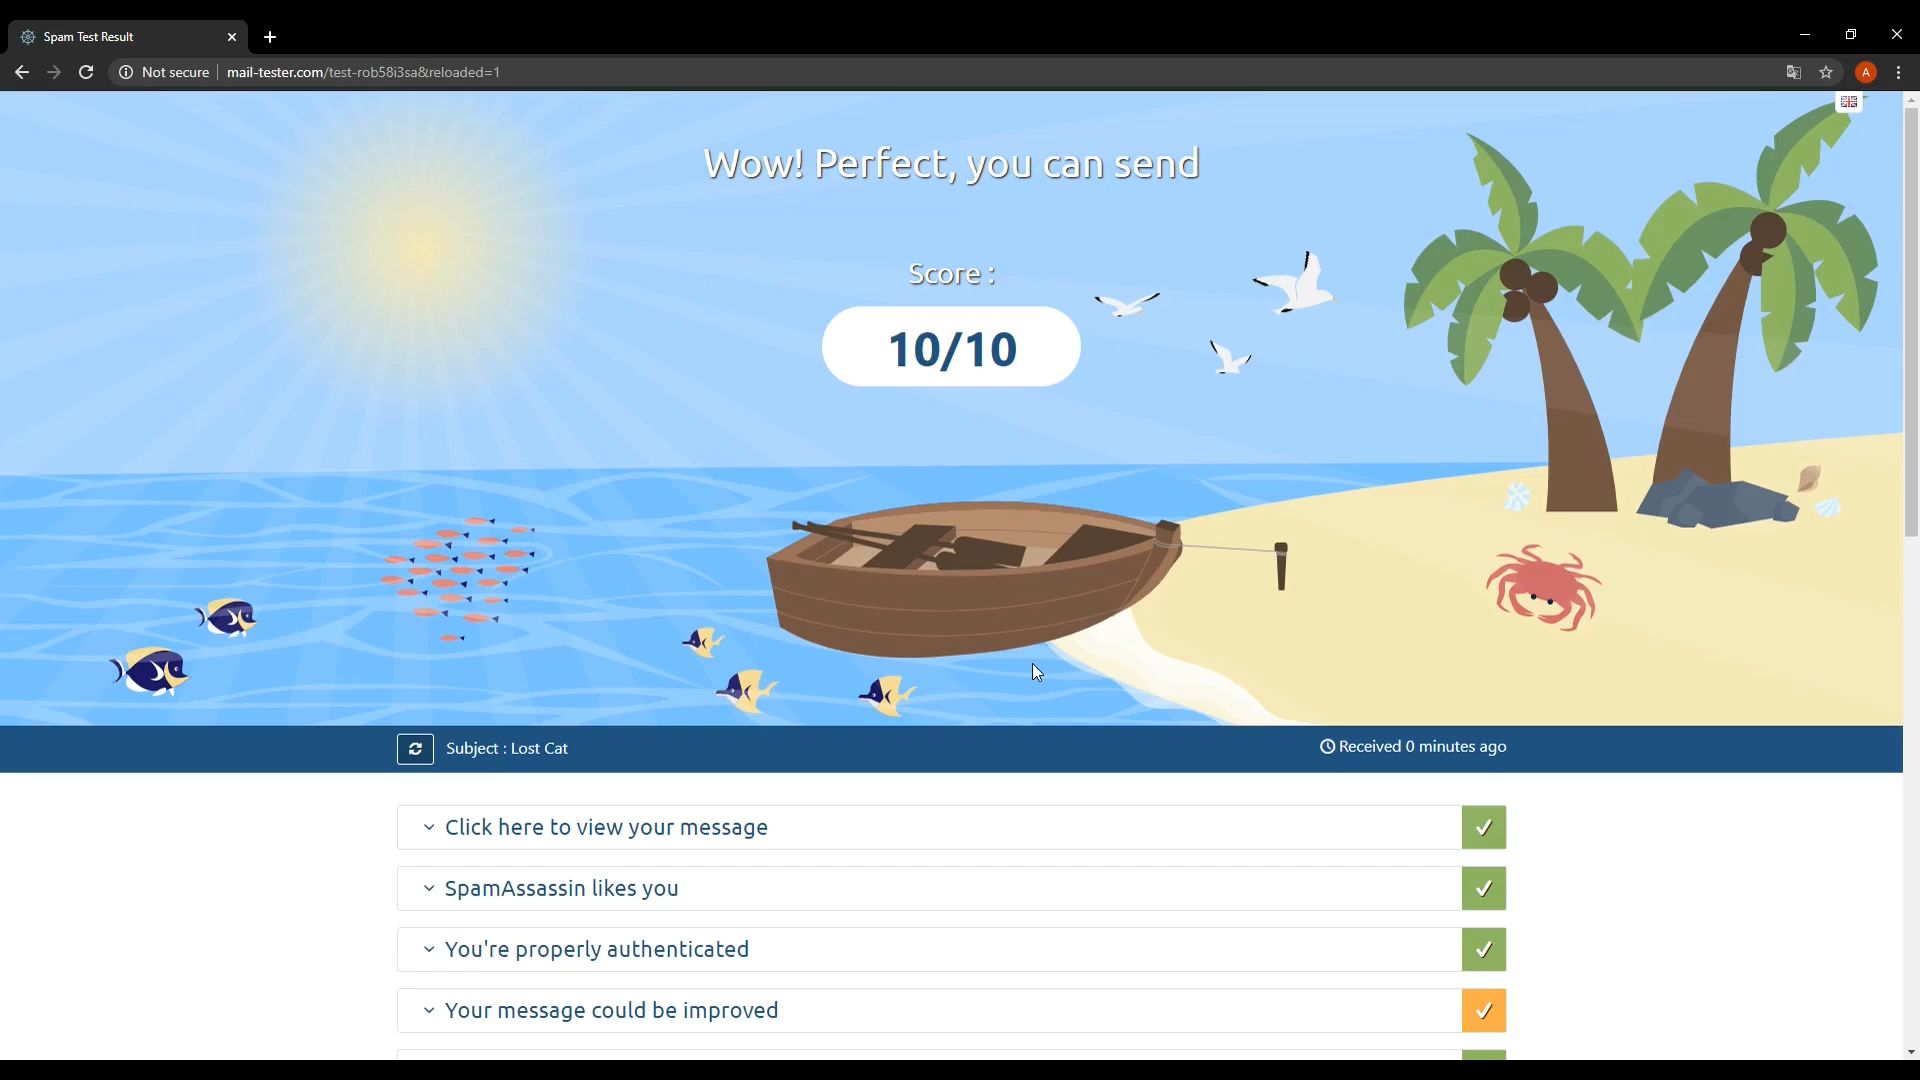 Spam Test Result
Not secure
mail-tester.com/test-rob58i3sa&reloaded=1
A
Wow! Perfect, you can send
Score :
10/10
Subject : Lost Cat
Received 0 minutes ago
Click here to view your message
SpamAssassin likes you
You're properly authenticated
Your message could be improved